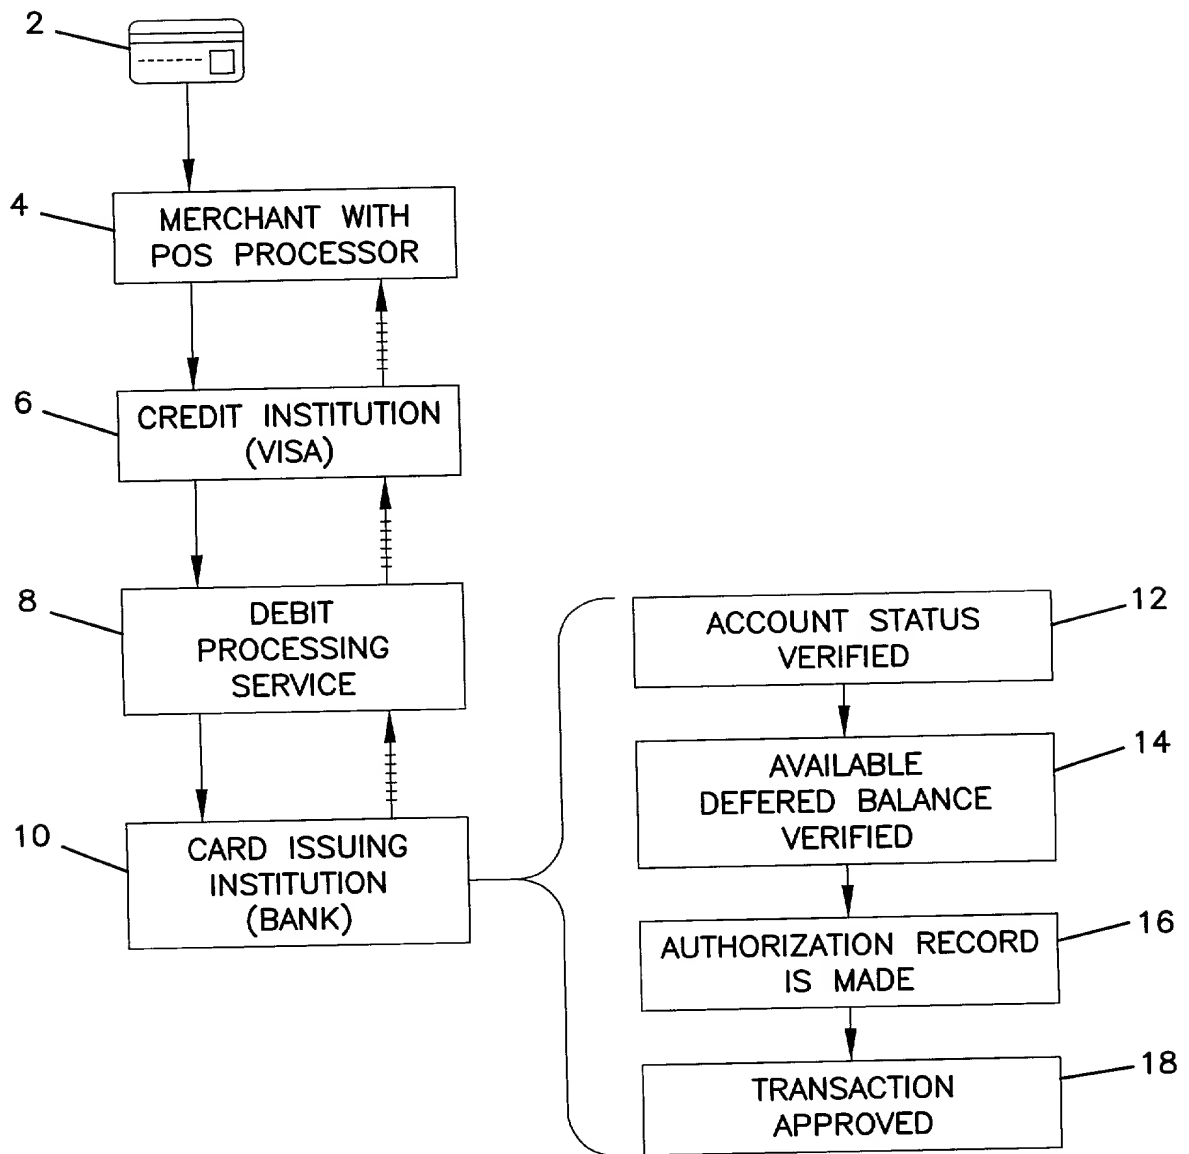 2
4
MERCHANT WITH
POS PROCESSOR
6
CREDIT INSTITUTION
(VISA)
8
DEBIT
PROCESSING
SERVICE
10
CARD ISSUING
INSTITUTION
(BANK)
12
ACCOUNT STATUS
VERIFIED
14
AVAILABLE
DEFERED BALANCE
VERIFIED
16
AUTHORIZATION RECORD
IS MADE
18
TRANSACTION
APPROVED